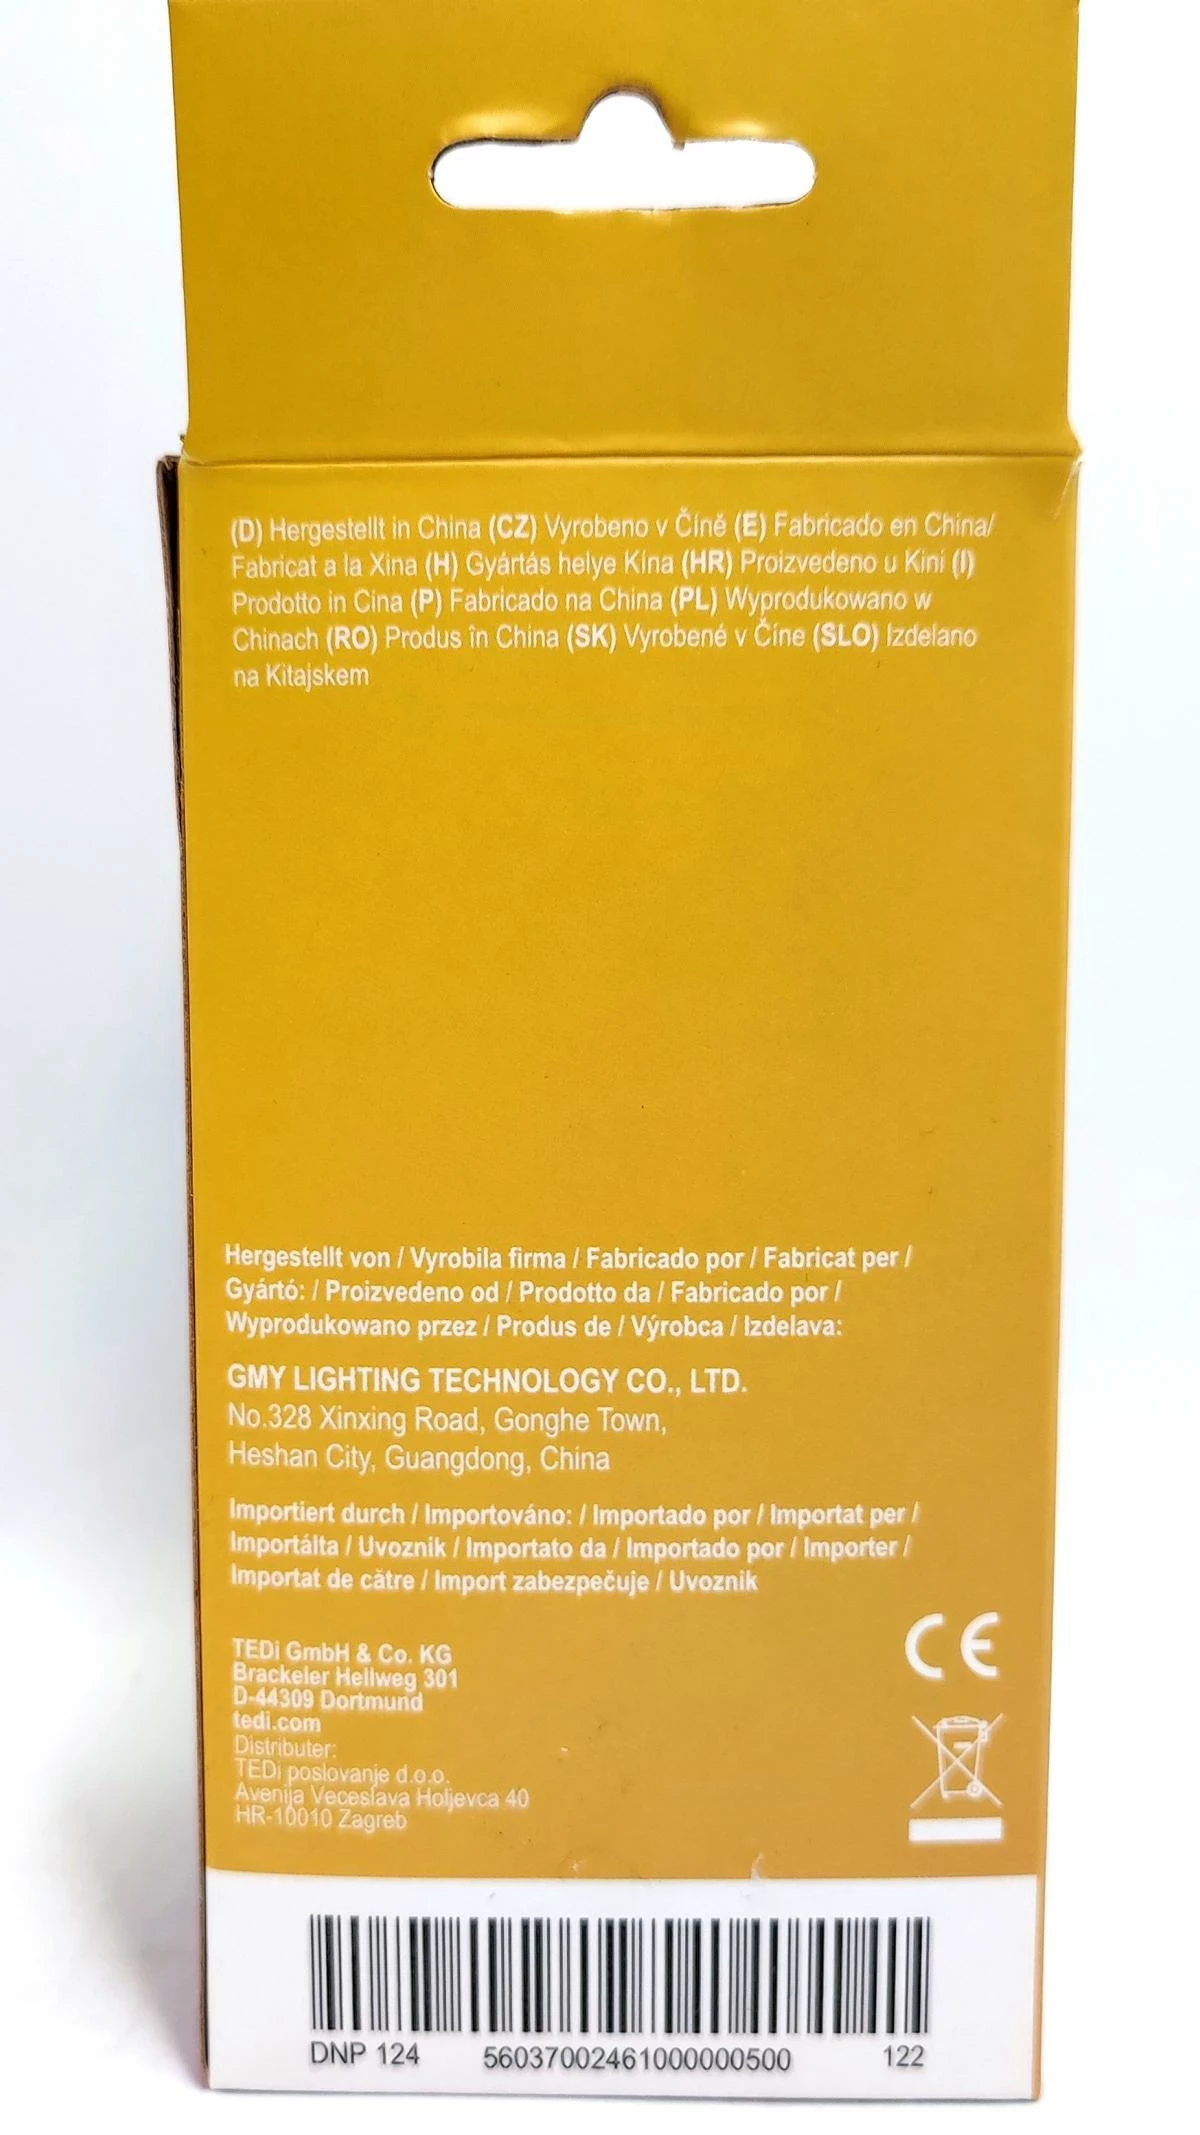 (D) Hergestellt in China (CZ) Vyrobeno v Číně (E) Fabricado en China/
Fabricat a la Xina (H) Gyártás helye Kína (HR) Proizvedeno u Kini (I)
Prodotto in Cina (P) Fabricado na China (PL) Wyprodukowano w
Chinach (RO) Produs în China (SK) Vyrobené v Číne (SLO) Izdelano
na Kitajskem
Hergestellt von / Vyrobila firma / Fabricado por / Fabricat per /
Gyártó: / Proizvedeno od / Prodotto da / Fabricado por /
Wyprodukowano przez / Produs de / Výrobca / Izdelava:
GMY LIGHTING TECHNOLOGY CO., LTD.
No.328 Xinxing Road, Gonghe Town,
Heshan City, Guangdong, China
Importiert durch / Importováno: / Importado por / Importat per /
Importálta / Uvoznik / Importato da / Importado por / Importer /
Importat de către / Import zabezpečuje / Uvoznik
TEDi GmbH & Co. KG
Brackeler Hellweg 301
D-44309 Dortmund
tedi.com
Distributer:
TEDi poslovanje d.o.o.
Avenija Veceslava Holjevca 40
HR-10010 Zagreb
CE
DNP 124 56037002461000000500 122